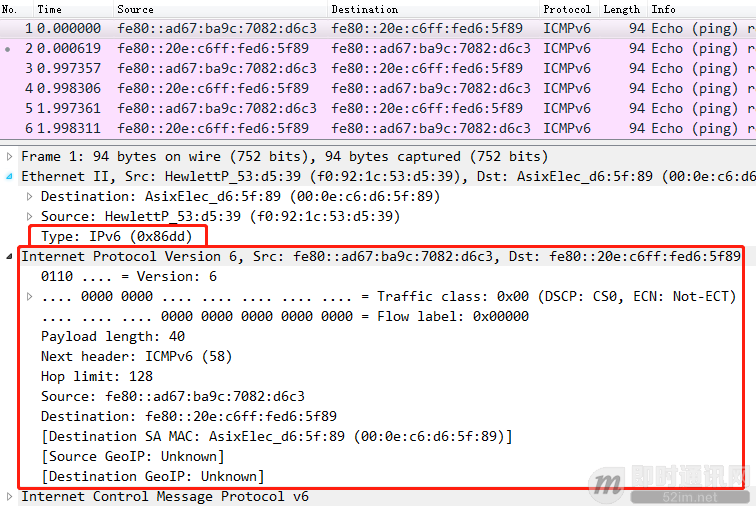 No. Time Source Destination Protocol Length Info
1 0.000000 fe80::ad67:ba9c:7082:d6c3 fe80::20e:c6ff:fed6:5f89 ICMPv6 94 Echo (ping) r
2 0.000619 fe80::20e:c6ff:fed6:5f89 fe80::ad67:ba9c:7082:d6c3 ICMPv6 94 Echo (ping) r
3 0.997357 fe80::ad67:ba9c:7082:d6c3 fe80::20e:c6ff:fed6:5f89 ICMPv6 94 Echo (ping) r
4 0.998306 fe80::20e:c6ff:fed6:5f89 fe80::ad67:ba9c:7082:d6c3 ICMPv6 94 Echo (ping) r
5 1.997361 fe80::ad67:ba9c:7082:d6c3 fe80::20e:c6ff:fed6:5f89 ICMPv6 94 Echo (ping) r
6 1.998311 fe80::20e:c6ff:fed6:5f89 fe80::ad67:ba9c:7082:d6c3 ICMPv6 94 Echo (ping) r
Frame 1: 94 bytes on wire (752 bits), 94 bytes captured (752 bits)
Ethernet II, Src: HewlettP_53:d5:39 (f0:92:1c:53:d5:39), Dst: AsixElec_d6:5f:89 (00:0e:c6:d6
Destination: AsixElec_d6:5f:89 (00:0e:c6:d6:5f:89)
Source: HewlettP_53:d5:39 (f0:92:1c:53:d5:39)
Type: IPv6 (0x86dd)
Internet Protocol Version 6, Src: fe80::ad67:ba9c:7082:d6c3, Dst: fe80::20e:c6ff:fed6:5f89
0110 .... = Version: 6
.... 0000 0000 .... .... .... .... .... = Traffic class: 0x00 (DSCP: CS0, ECN: Not-ECT)
.... .... .... 0000 0000 0000 0000 0000 = Flow label: 0x00000
Payload length: 40
Next header: ICMPv6 (58)
Hop limit: 128
Source: fe80::ad67:ba9c:7082:d6c3
Destination: fe80::20e:c6ff:fed6:5f89
[Destination SA MAC: AsixElec_d6:5f:89 (00:0e:c6:d6:5f:89)]
[Source GeoIP: Unknown]
[Destination GeoIP: Unknown]
Internet Control Message Protocol v6
m 即时通讯网
52im.net